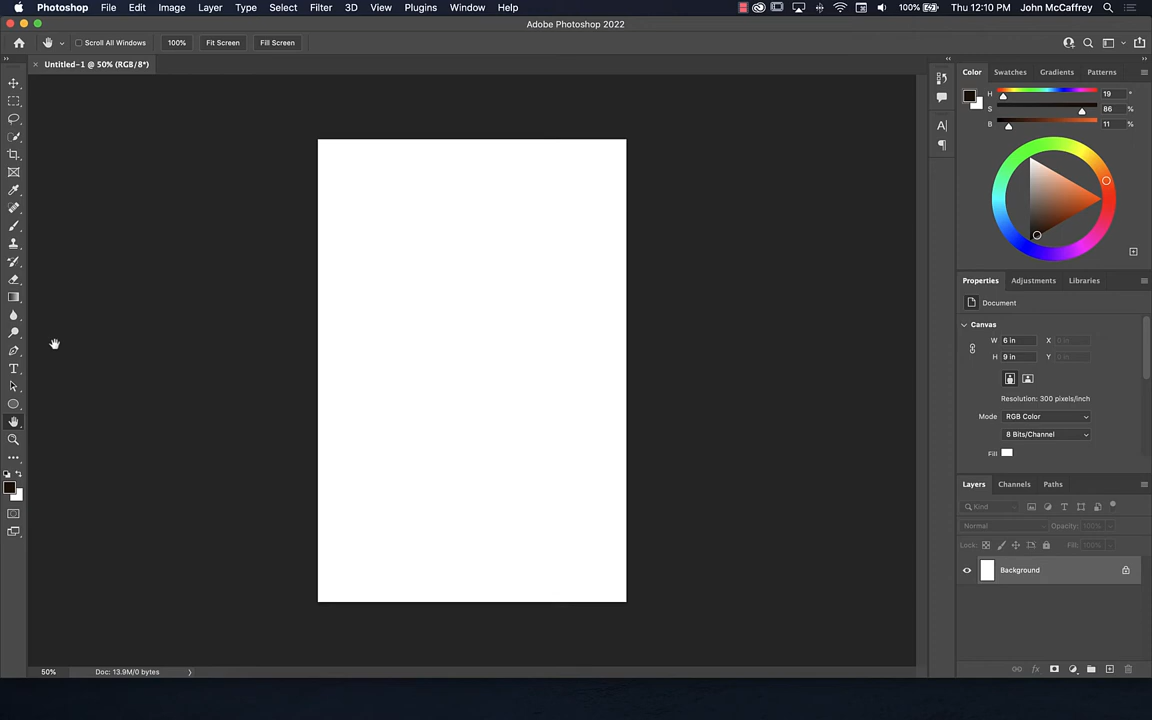 Photoshop File Edit Image Layer Type Select Filter 3D View Plugins Window Help 100% Thu 12:10 PM John McCaffrey
Adobe Photoshop 2022
Scroll All Windows 100% Fit Screen Fill Screen
Untitled-1 @ 50% (RGB/8*)
Color Swatches Gradients Patterns
H 19 °
S 86 %
B 11 %
Properties Adjustments Libraries
Document
Canvas
W 6 in X 0 in
H 9 in Y 0 in
Resolution: 300 pixels/inch
Mode RGB Color
8 Bits/Channel
Fill
Layers Channels Paths
Kind
Normal Opacity: 100%
Lock: Fill: 100%
Background
50% Doc: 13.9M/0 bytes